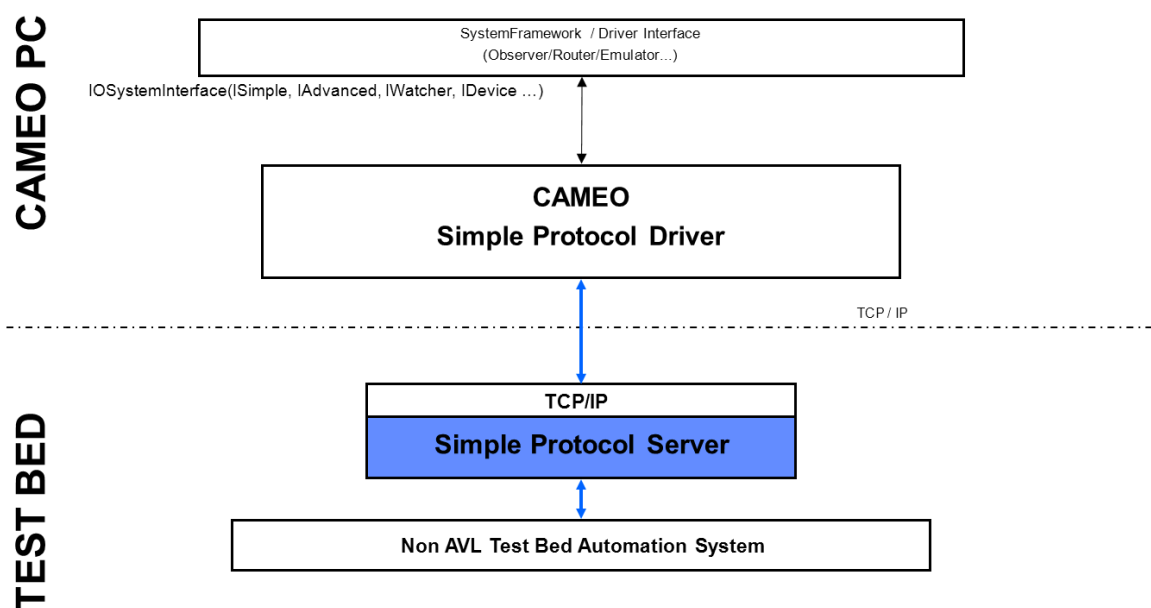 CAMEO PC
SystemFramework / Driver Interface
(Observer/Router/Emulator...)
IOSystemInterface(ISimple, IAdvanced, IWatcher, IDevice ...)
CAMEO
Simple Protocol Driver
TCP / IP
TEST BED
TCP/IP
Simple Protocol Server
Non AVL Test Bed Automation System